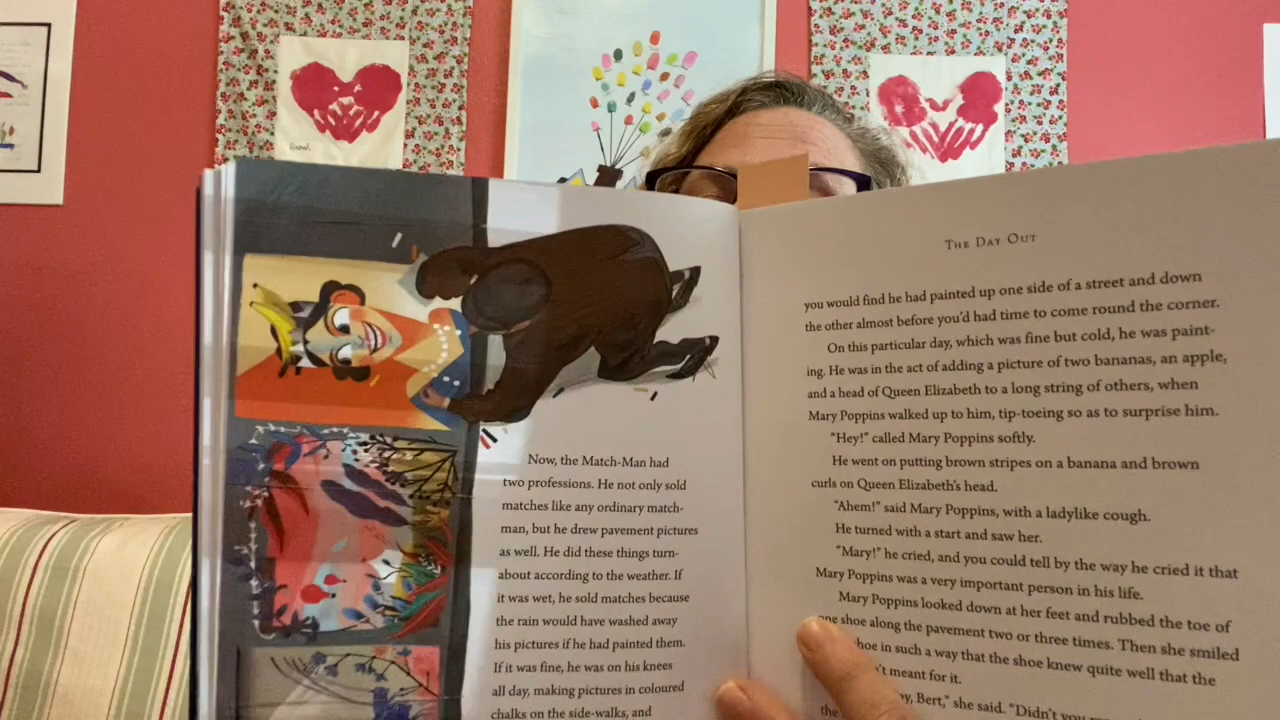 Now, the Match-Man had
two professions. He not only sold
matches like any ordinary match-
man, but he drew pavement pictures
as well. He did these things turn-
about according to the weather. If
it was wet, he sold matches because
the rain would have washed away
his pictures if he had painted them.
If it was fine, he was on his knees
all day, making pictures in coloured
chalks on the side-walks, and
THE DAY OUT
you would find he had painted up one side of a street and down
the other almost before you'd had time to come round the corner.
On this particular day, which was fine but cold, he was paint-
ing. He was in the act of adding a picture of two bananas, an apple,
and a head of Queen Elizabeth to a long string of others, when
Mary Poppins walked up to him, tip-toeing so as to surprise him.
"Hey!" called Mary Poppins softly.
He went on putting brown stripes on a banana and brown
curls on Queen Elizabeth's head.
"Ahem!" said Mary Poppins, with a ladylike cough.
He turned with a start and saw her.
"Mary!" he cried, and you could tell by the way he cried it that
Mary Poppins was a very important person in his life.
Mary Poppins looked down at her feet and rubbed the toe of
one shoe along the pavement two or three times. Then she smiled
shoe in such a way that the shoe knew quite well that the
meant for it.
Bert," she said. "Didn't you